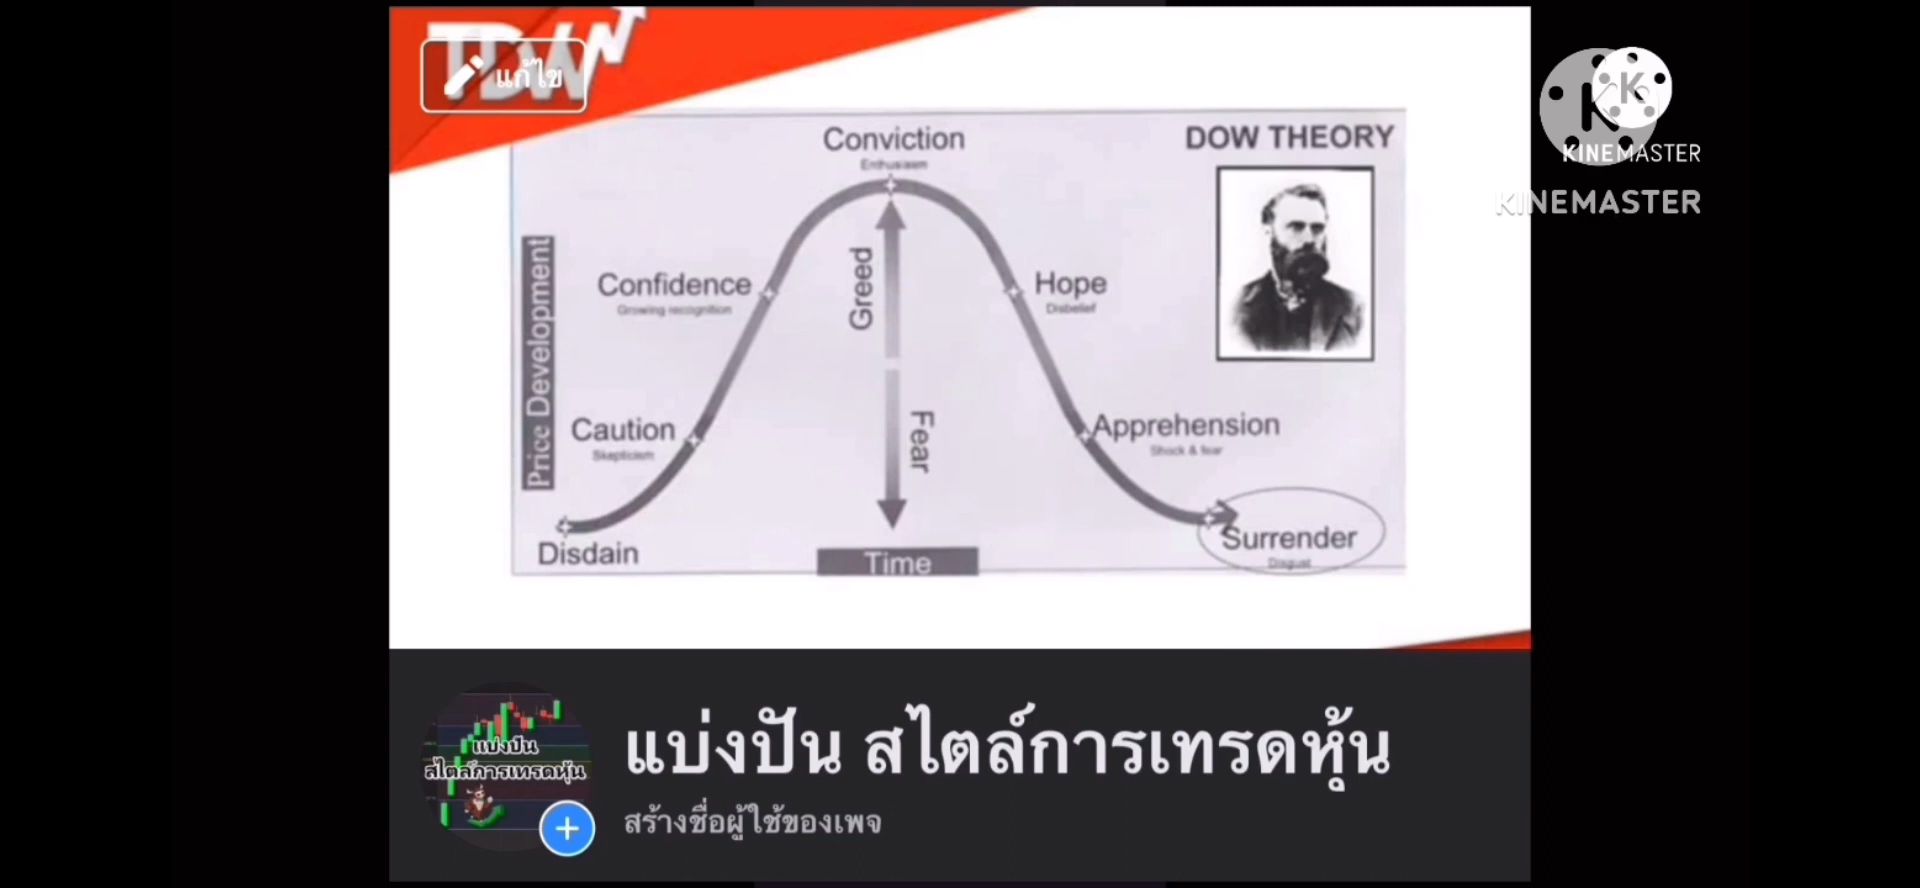 TDW
แก้ไข
Conviction
Enthusiasm
DOW THEORY
KINEMASTER
KINEMASTER
Price Development
Confidence
Growing recognition
Greed
Hope
Disbelief
Caution
Skepticism
Fear
Apprehension
Shock & fear
Disdain
Time
Surrender
Disgust
แบ่งปัน
สไตล์การเทรดหุ้น
แบ่งปัน สไตล์การเทรดหุ้น
สร้างชื่อผู้ใช้ของเพจ